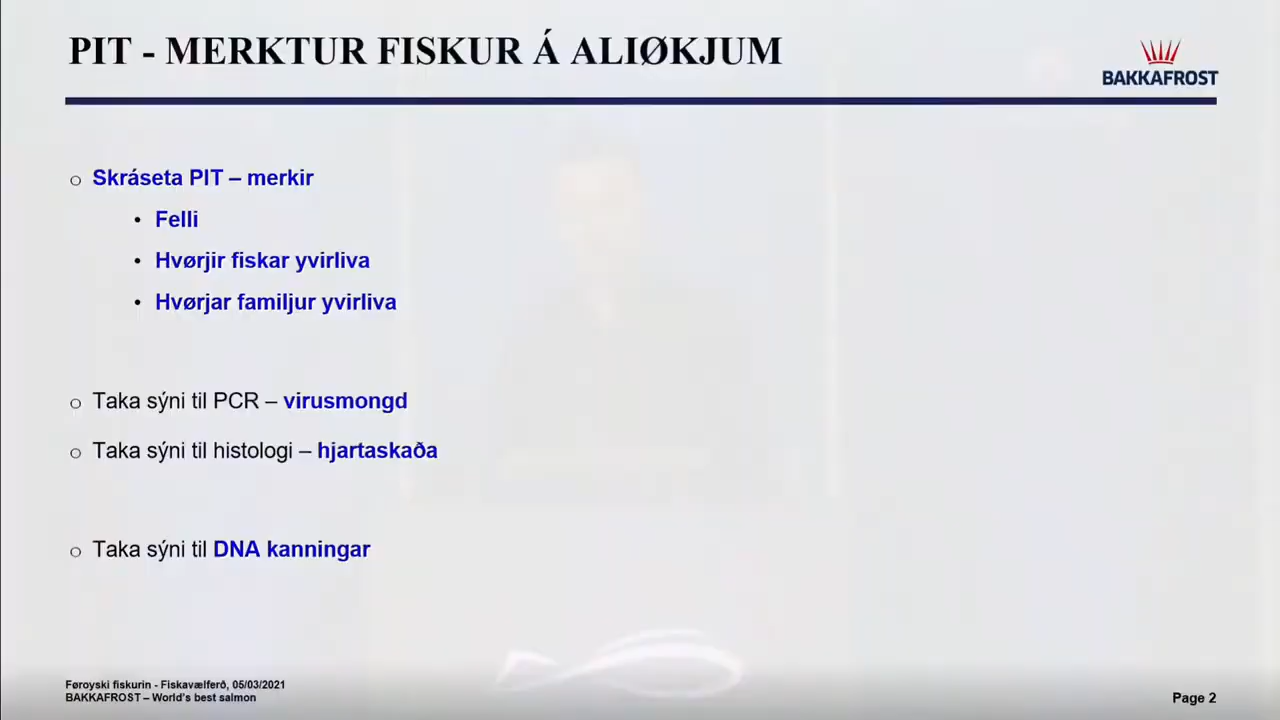 PIT - MERKTUR FISKUR Á ALIØKJUM
BAKKAFROST
o Skráseta PIT – merkir
• Felli
• Hvørjir fiskar yvirliva
• Hvørjar familjur yvirliva
o Taka sýni til PCR – virusmongd
o Taka sýni til histologi – hjartaskaða
o Taka sýni til DNA kanningar
Føroyski fiskurin - Fiskavælferð, 05/03/2021
BAKKAFROST – World's best salmon
Page 2